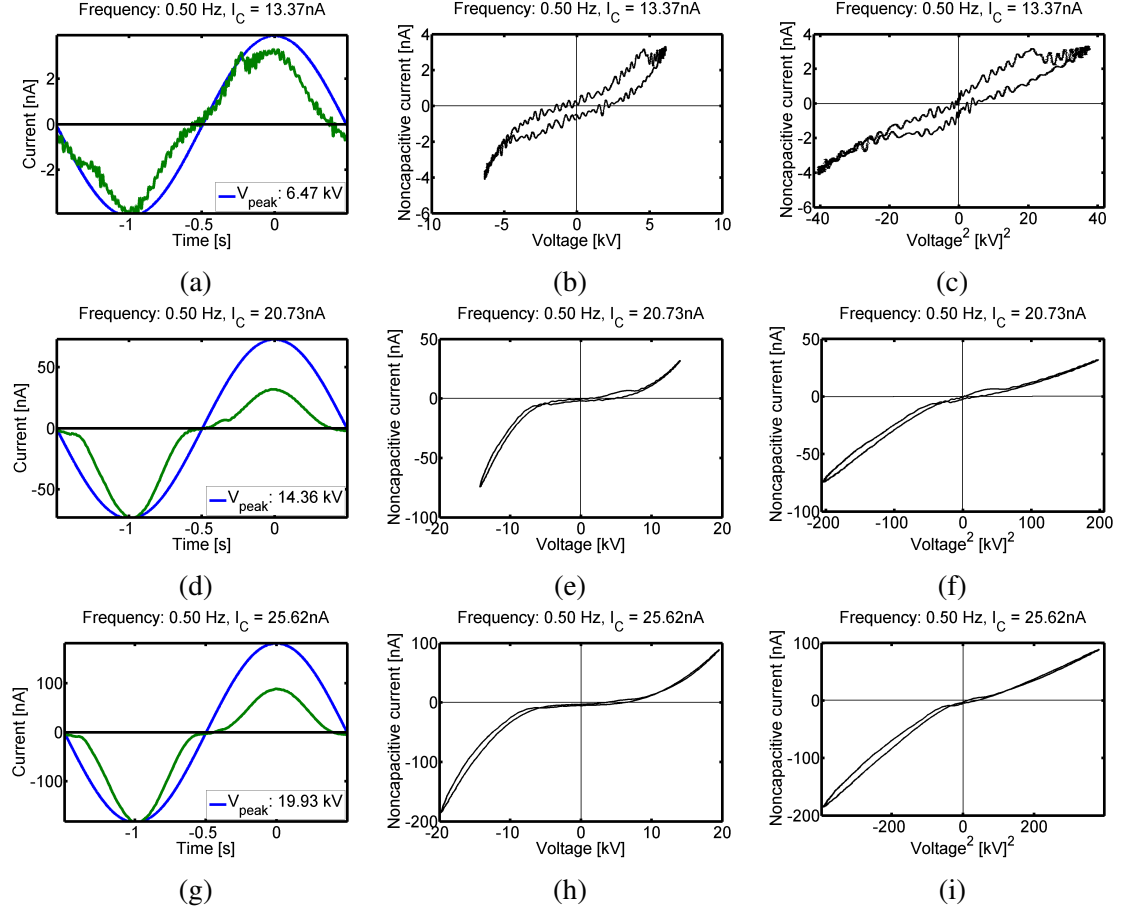 Frequency: 0.50 Hz, I_C = 13.37nA
Current [nA]
2
0
-2
-1
-0.5
0
Time [s]
V_peak: 6.47 kV
(a)
Frequency: 0.50 Hz, I_C = 13.37nA
Noncapacitive current [nA]
4
2
0
-2
-4
-6
-10
-5
0
5
10
Voltage [kV]
(b)
Frequency: 0.50 Hz, I_C = 13.37nA
Noncapacitive current [nA]
4
2
0
-2
-4
-6
-40
-20
0
20
40
Voltage² [kV]²
(c)
Frequency: 0.50 Hz, I_C = 20.73nA
Current [nA]
50
0
-50
-1
-0.5
0
Time [s]
V_peak: 14.36 kV
(d)
Frequency: 0.50 Hz, I_C = 20.73nA
Noncapacitive current [nA]
50
0
-50
-100
-20
-10
0
10
20
Voltage [kV]
(e)
Frequency: 0.50 Hz, I_C = 20.73nA
Noncapacitive current [nA]
50
0
-50
-100
-200
-100
0
100
200
Voltage² [kV]²
(f)
Frequency: 0.50 Hz, I_C = 25.62nA
Current [nA]
100
0
-100
-1
-0.5
0
Time [s]
V_peak: 19.93 kV
(g)
Frequency: 0.50 Hz, I_C = 25.62nA
Noncapacitive current [nA]
100
0
-100
-200
-20
-10
0
10
20
Voltage [kV]
(h)
Frequency: 0.50 Hz, I_C = 25.62nA
Noncapacitive current [nA]
100
0
-100
-200
-200
0
200
Voltage² [kV]²
(i)